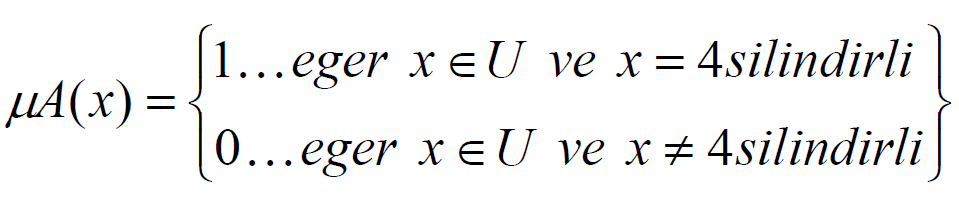 μA(x) = { 1...eger x ∈ U ve x = 4silindirli
0...eger x ∈ U ve x ≠ 4silindirli }